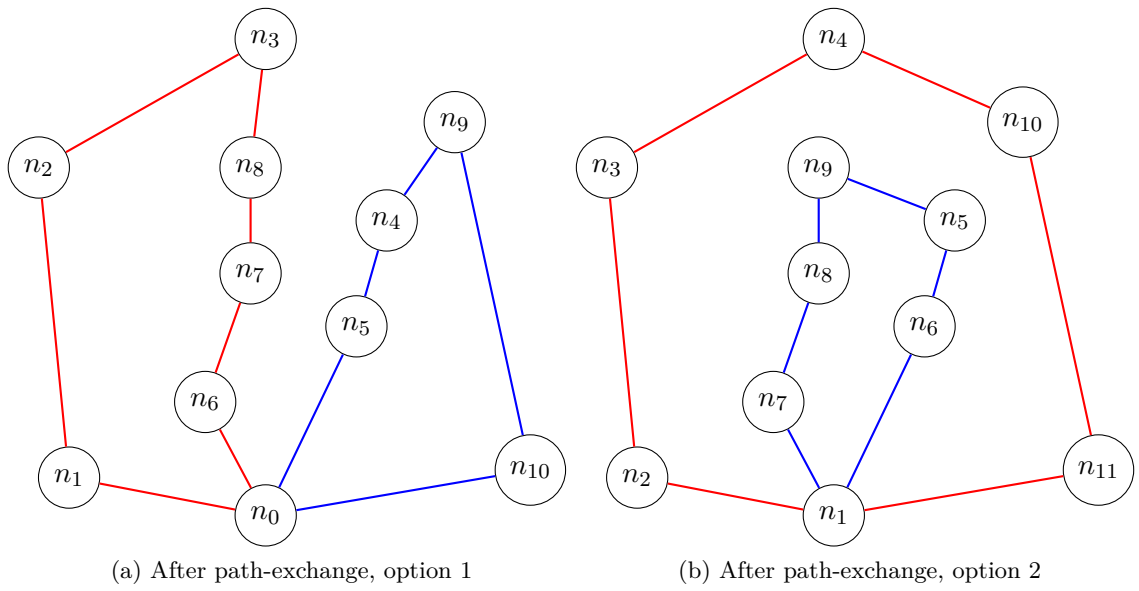 n₃
n₉
n₂
n₈
n₄
n₇
n₅
n₆
n₁
n₁₀
n₀
(a) After path-exchange, option 1
n₄
n₁₀
n₃
n₉
n₅
n₈
n₆
n₇
n₂
n₁₁
n₁
(b) After path-exchange, option 2